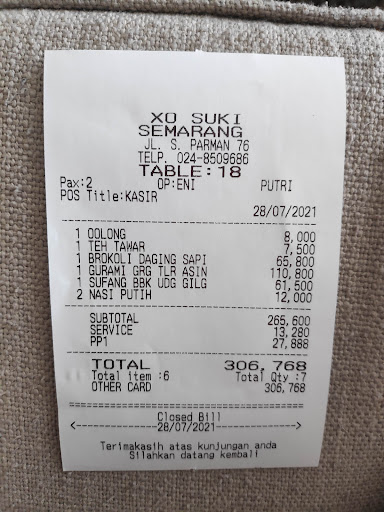 XO SUKI
SEMARANG
JL. S. PARMAN 76
TELP. 024-8509686
TABLE:18
Pax:2 OP:ENI PUTRI
POS Title:KASIR
28/07/2021
1 OOLONG 8,000
1 TEH TAWAR 7,500
1 BROKOLI DAGING SAPI 65,800
1 GURAMI GRG TLR ASIN 110,800
1 SUFANG BBK UDG GILG 61,500
2 NASI PUTIH 12,000
SUBTOTAL 265,600
SERVICE 13,280
PP1 27,888
TOTAL 306,768
Total item :6 Total Qty :7
OTHER CARD 306,768
Closed Bill
<---------------28/07/2021--------------->
Terimakasih atas kunjungan anda
Silahkan datang kembali